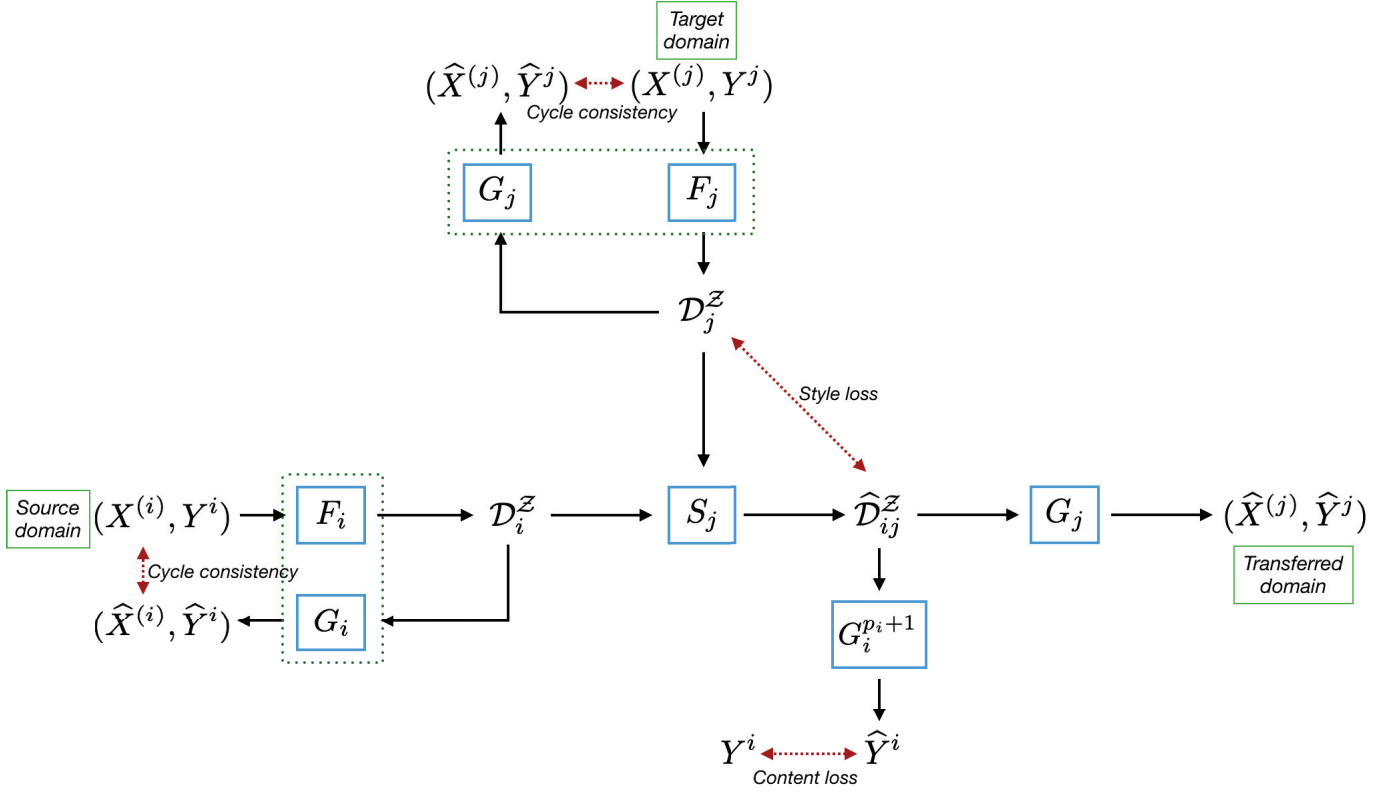 Target
domain
(X̂^(j), Ŷ^j) (X^(j), Y^j)
Cycle consistency
G_j F_j
𝒟_j^𝒵
Style loss
Source
domain
(X^(i), Y^i) F_i 𝒟_i^𝒵 S_j 𝒟̂_ij^𝒵 G_j (X̂^(j), Ŷ^j)
Cycle consistency
Transferred
domain
(X̂^(i), Ŷ^i) G_i G_i^{p_i+1}
Y^i Ŷ^i
Content loss